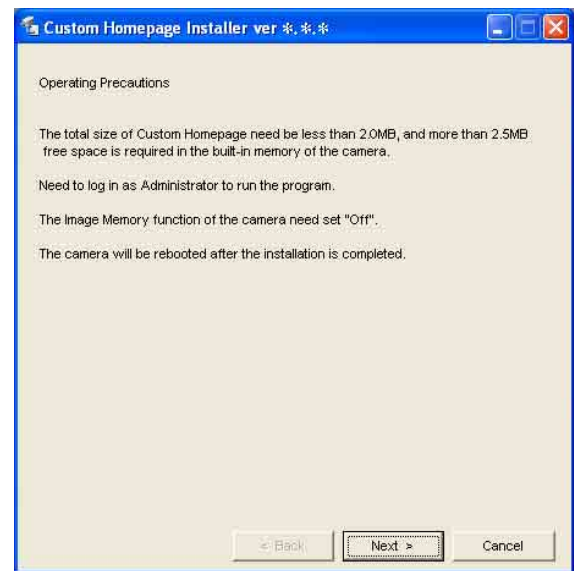 Custom Homepage Installer ver *.*.*
Operating Precautions
The total size of Custom Homepage need be less than 2.0MB, and more than 2.5MB
free space is required in the built-in memory of the camera.
Need to log in as Administrator to run the program.
The Image Memory function of the camera need set "Off".
The camera will be rebooted after the installation is completed.
< Back
Next >
Cancel